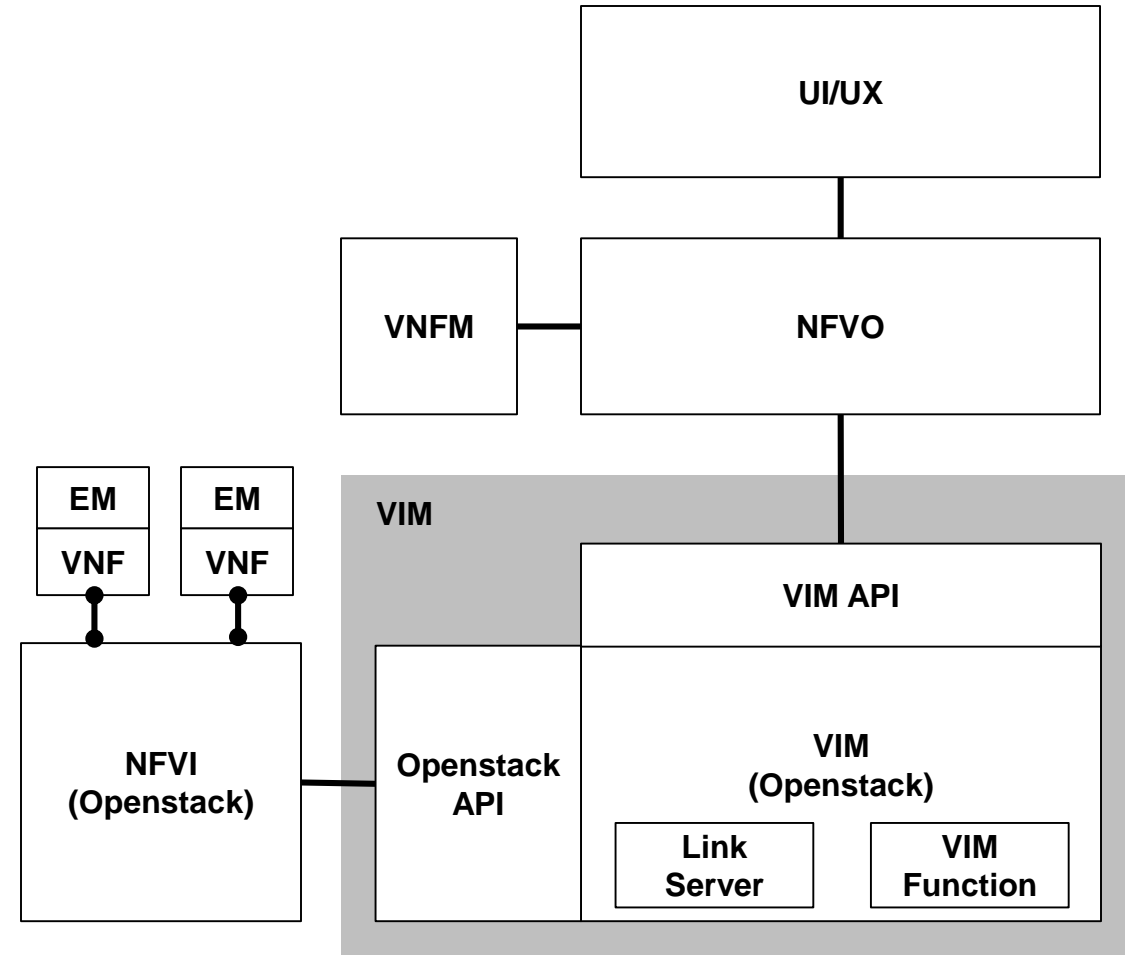 UI/UX
VNFM
NFVO
EM
EM
VNF
VNF
VIM
VIM API
NFVI
(Openstack)
Openstack
API
VIM
(Openstack)
Link
Server
VIM
Function